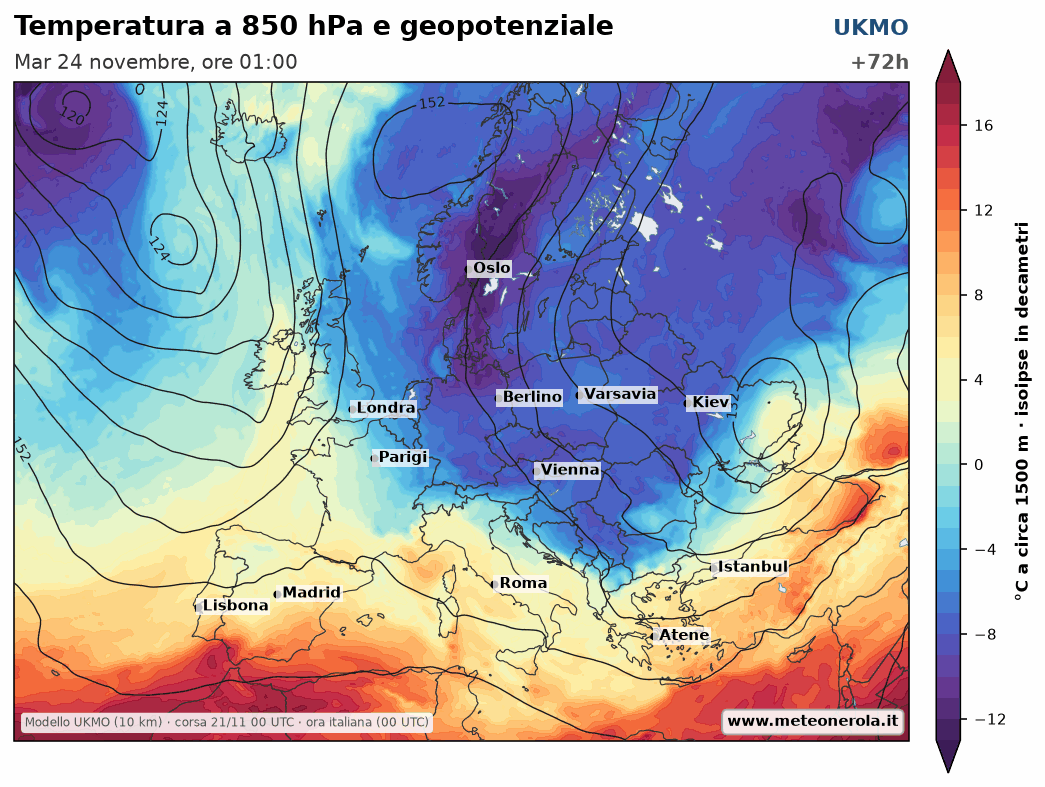 Temperatura a 850 hPa e geopotenziale
UKMO
Mar 24 novembre, ore 01:00
+72h
120
0
124
152
124
152
132
Oslo
Londra
Berlino
Varsavia
Kiev
Parigi
Vienna
Roma
Istanbul
Madrid
Lisbona
Atene
Modello UKMO (10 km) · corsa 21/11 00 UTC · ora italiana (00 UTC)
www.meteonerola.it
16
12
8
4
0
−4
−8
−12
°C a circa 1500 m · isoipse in decametri